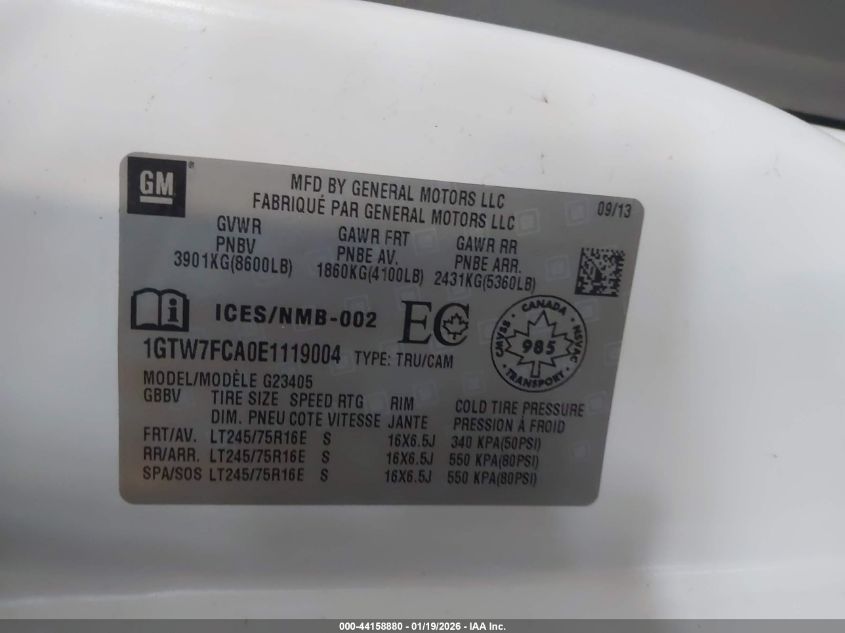 GM
MFD BY GENERAL MOTORS LLC
FABRIQUÉ PAR GENERAL MOTORS LLC
09/13
GVWR
PNBV
3901KG(8600LB)
GAWR FRT
PNBE AV.
1860KG(4100LB)
GAWR RR
PNBE ARR.
2431KG(5360LB)
ICES/NMB-002
EC
CANADA
CMVSS
NSVAC
985
TRANSPORT
1GTW7FCA0E1119004 TYPE: TRU/CAM
MODEL/MODÈLE G23405
GBBV TIRE SIZE SPEED RTG RIM COLD TIRE PRESSURE
DIM. PNEU COTE VITESSE JANTE PRESSION À FROID
FRT/AV. LT245/75R16E S 16X6.5J 340 KPA(50PSI)
RR/ARR. LT245/75R16E S 16X6.5J 550 KPA(80PSI)
SPA/SOS LT245/75R16E S 16X6.5J 550 KPA(80PSI)
000-44158880 - 01/19/2026 - IAA Inc.